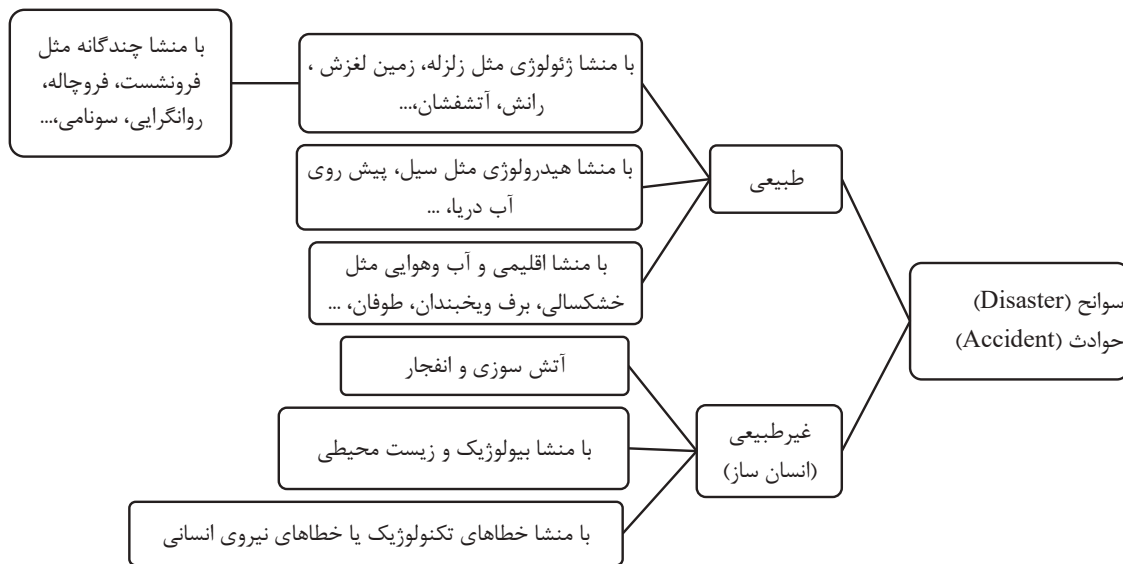 سوانح (Disaster)
حوادث (Accident)
طبیعی
با منشا ژئولوژی مثل زلزله، زمین لغزش ،
رانش، آتشفشان،...
با منشا چندگانه مثل
فرونشست، فروچاله،
روانگرایی، سونامی،...
با منشا هیدرولوژی مثل سیل، پیش روی
آب دریا، ...
با منشا اقلیمی و آب وهوایی مثل
خشکسالی، برف ویخبندان، طوفان، ...
غیرطبیعی
(انسان ساز)
آتش سوزی و انفجار
با منشا بیولوژیک و زیست محیطی
با منشا خطاهای تکنولوژیک یا خطاهای نیروی انسانی